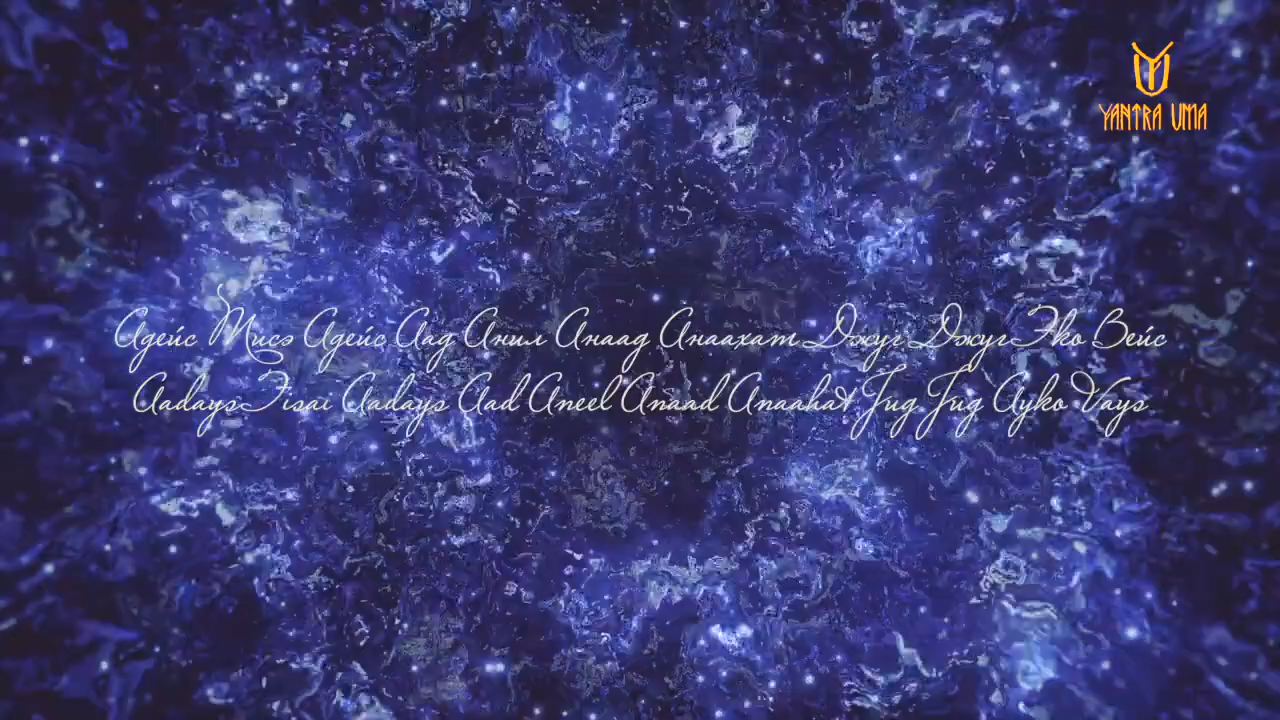 YANTRA UMA
Адейс Тисэ Адейс Аад Анил Анаад Анаахат Джуг Джуг Эко Вейс
Aadays Tisai Aadays Aad Aneel Anaad Anaahat Jug Jug Ayko Vays